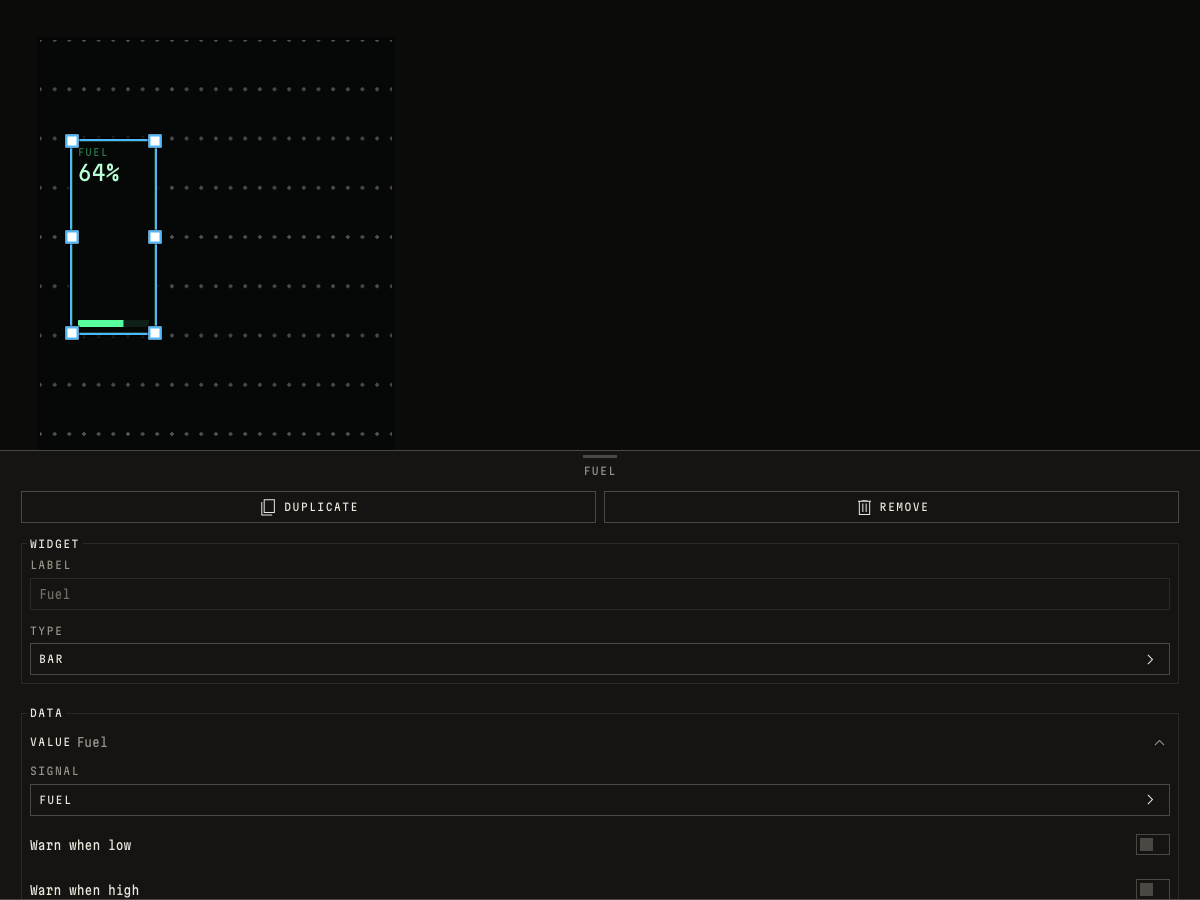 FUEL
64%
FUEL
DUPLICATE
REMOVE
WIDGET
LABEL
Fuel
TYPE
BAR
DATA
VALUE Fuel
SIGNAL
FUEL
Warn when low
Warn when high